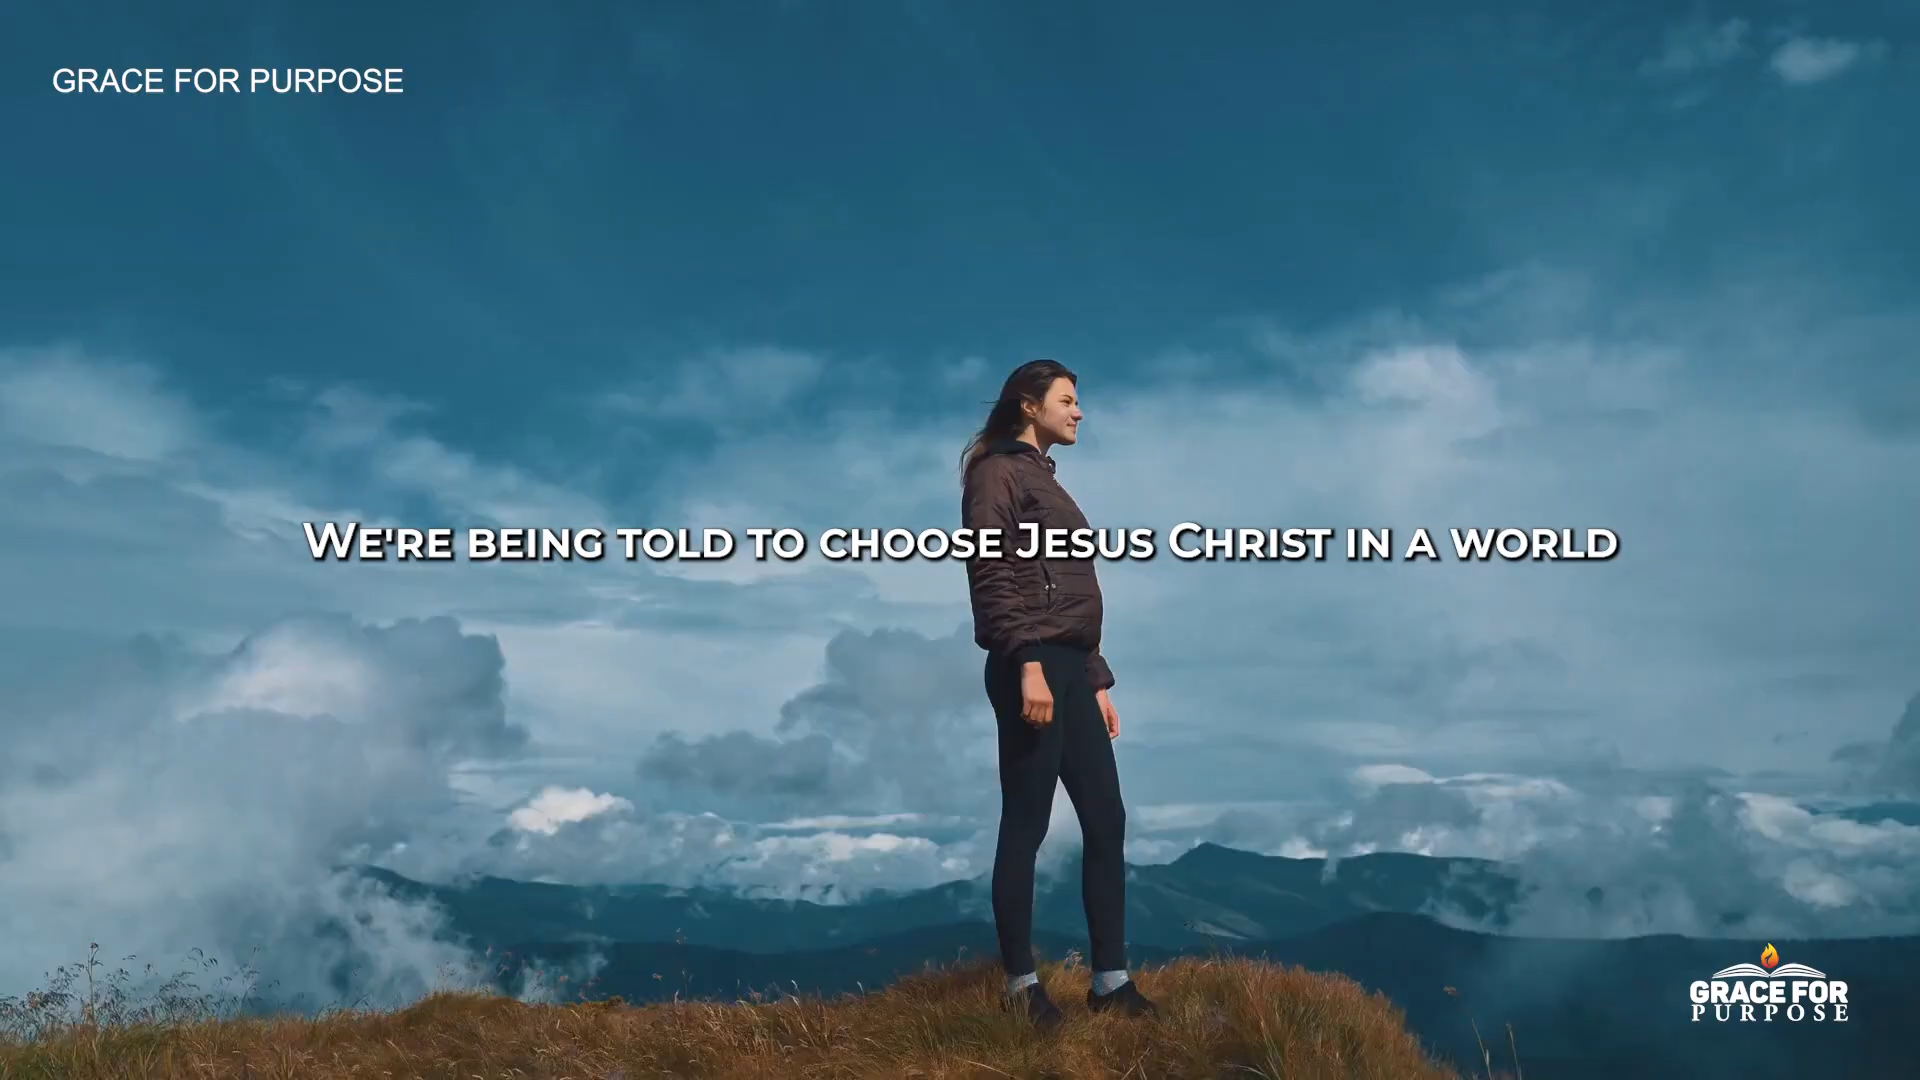 GRACE FOR PURPOSE
We're being told to choose Jesus Christ in a world
GRACE FOR
PURPOSE